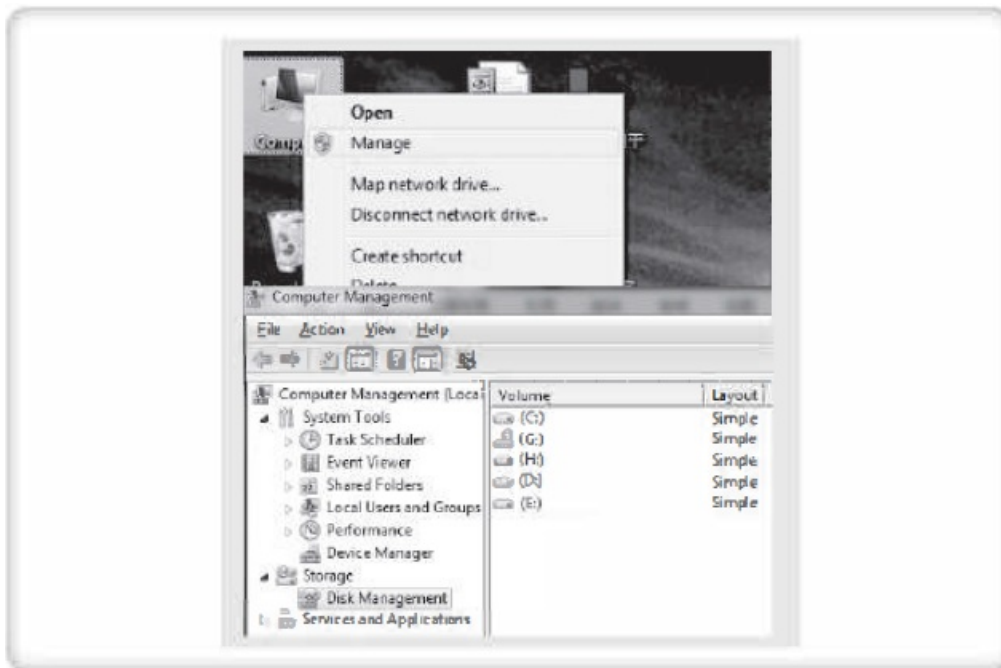 Open
Manage
Map network drive...
Disconnect network drive...
Create shortcut
Delete
Computer Management
File Action View Help
Computer Management (Local
Volume Layout
System Tools
(C:) Simple
Task Scheduler
(G:) Simple
Event Viewer
(H:) Simple
Shared Folders
(D:) Simple
Local Users and Groups
(E:) Simple
Performance
Device Manager
Storage
Disk Management
Services and Applications